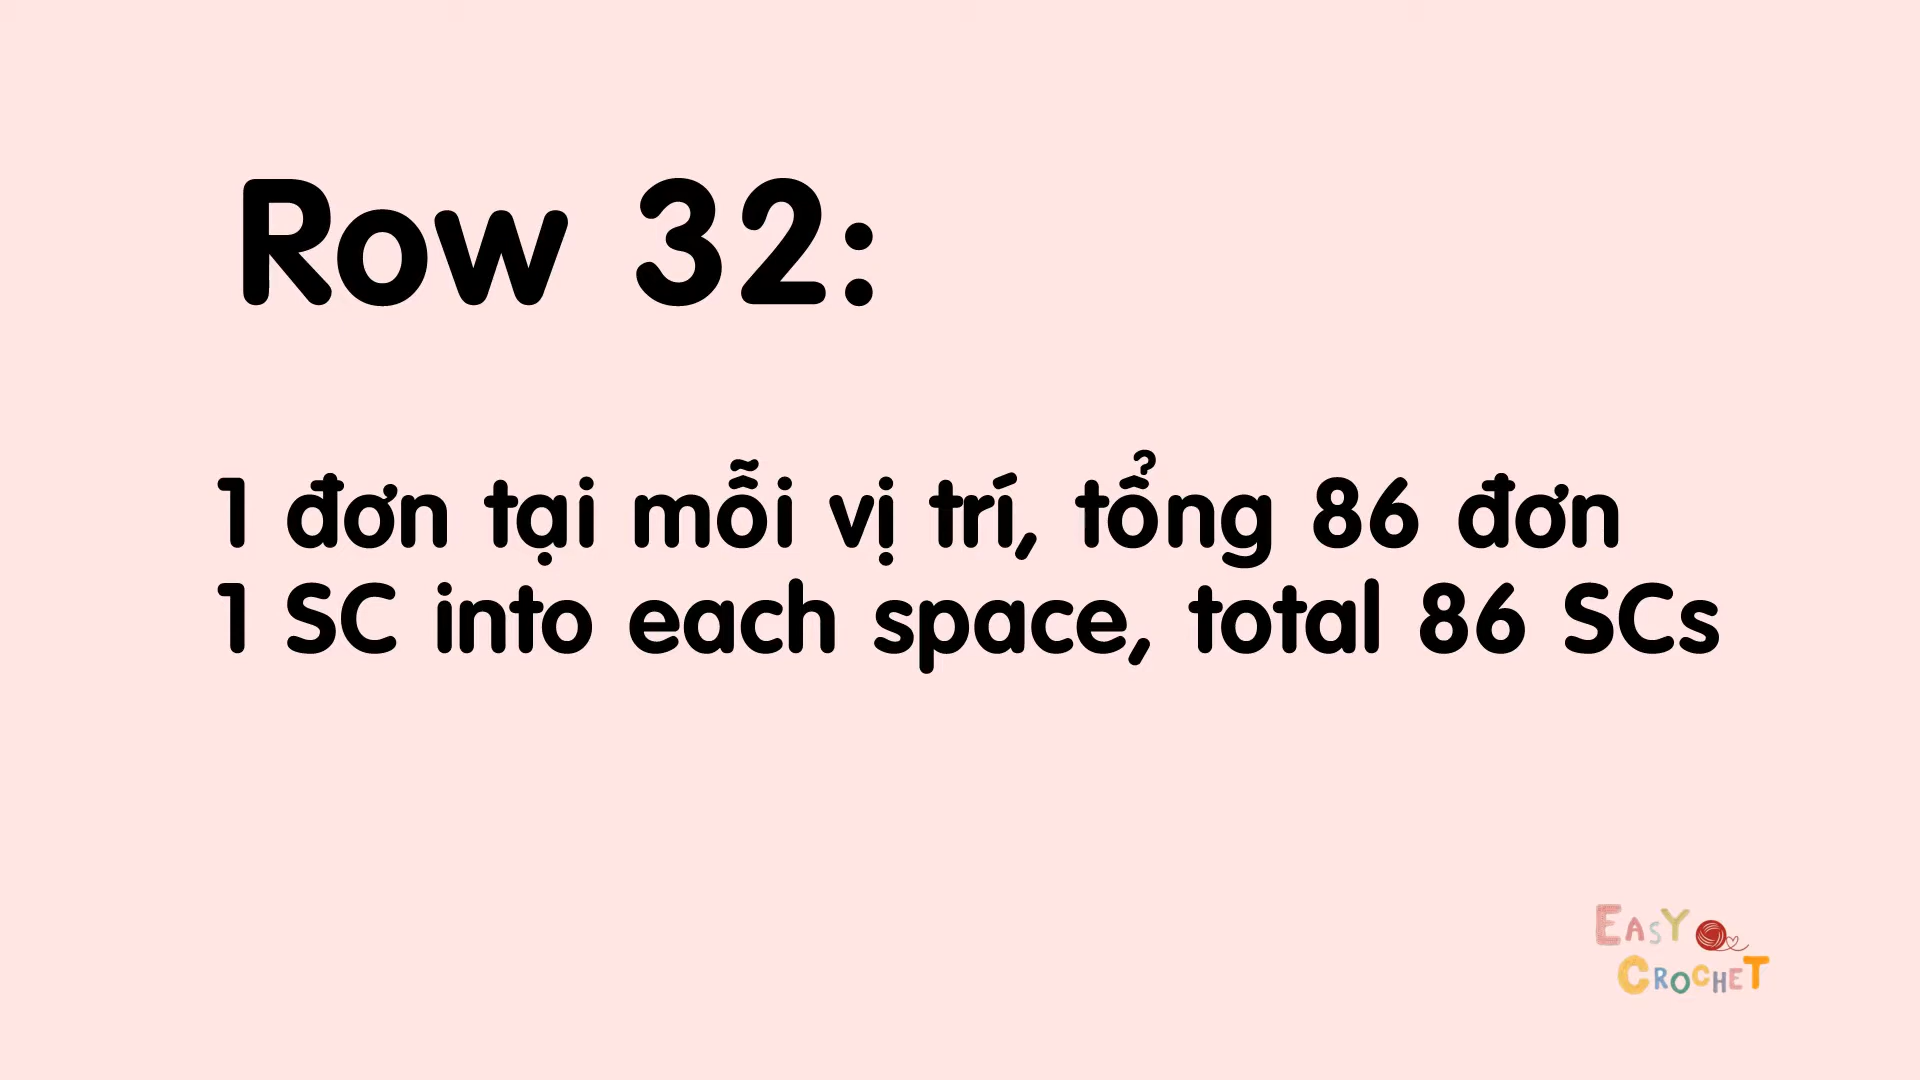 Row 32:
1 đơn tại mỗi vị trí, tổng 86 đơn
1 SC into each space, total 86 SCs
EASY
CROCHET